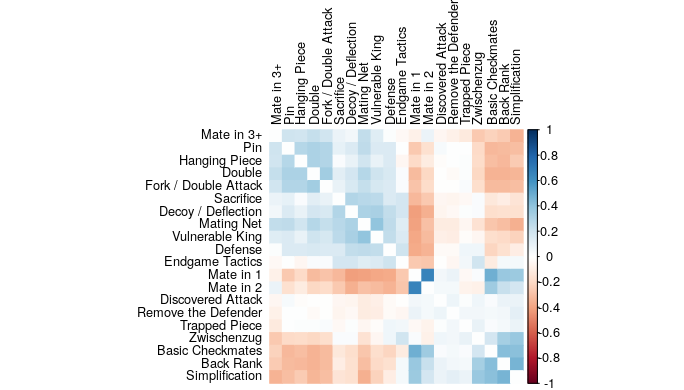 Mate in 3+
Pin
Hanging Piece
Double
Fork / Double Attack
Sacrifice
Decoy / Deflection
Mating Net
Vulnerable King
Defense
Endgame Tactics
Mate in 1
Mate in 2
Discovered Attack
Remove the Defender
Trapped Piece
Zwischenzug
Basic Checkmates
Back Rank
Simplification
Mate in 3+
Pin
Hanging Piece
Double
Fork / Double Attack
Sacrifice
Decoy / Deflection
Mating Net
Vulnerable King
Defense
Endgame Tactics
Mate in 1
Mate in 2
Discovered Attack
Remove the Defender
Trapped Piece
Zwischenzug
Basic Checkmates
Back Rank
Simplification
1
0.8
0.6
0.4
0.2
0
-0.2
-0.4
-0.6
-0.8
-1